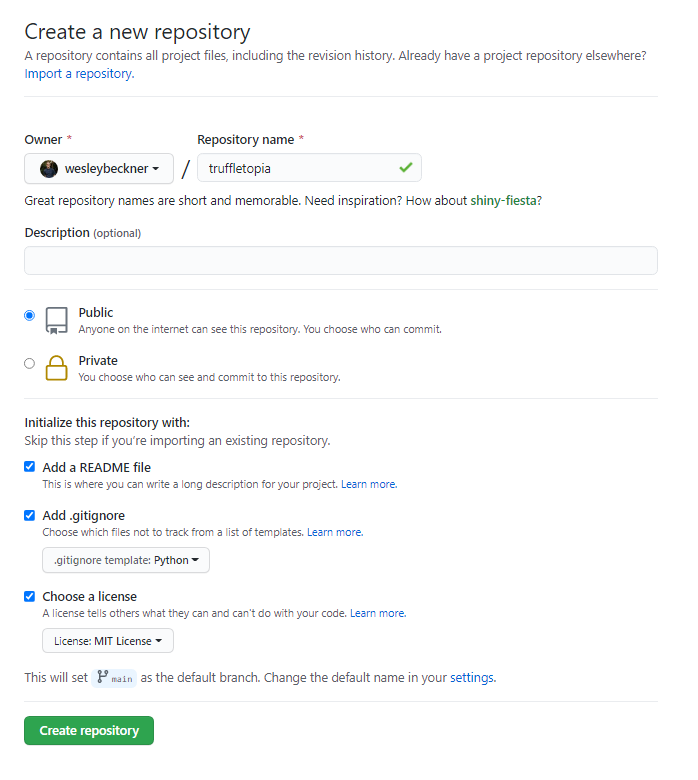 Create a new repository
A repository contains all project files, including the revision history. Already have a project repository elsewhere?
Import a repository.
Owner * Repository name *
wesleybeckner / truffletopia
Great repository names are short and memorable. Need inspiration? How about shiny-fiesta?
Description (optional)
Public
Anyone on the internet can see this repository. You choose who can commit.
Private
You choose who can see and commit to this repository.
Initialize this repository with:
Skip this step if you're importing an existing repository.
Add a README file
This is where you can write a long description for your project. Learn more.
Add .gitignore
Choose which files not to track from a list of templates. Learn more.
.gitignore template: Python
Choose a license
A license tells others what they can and can't do with your code. Learn more.
License: MIT License
This will set main as the default branch. Change the default name in your settings.
Create repository